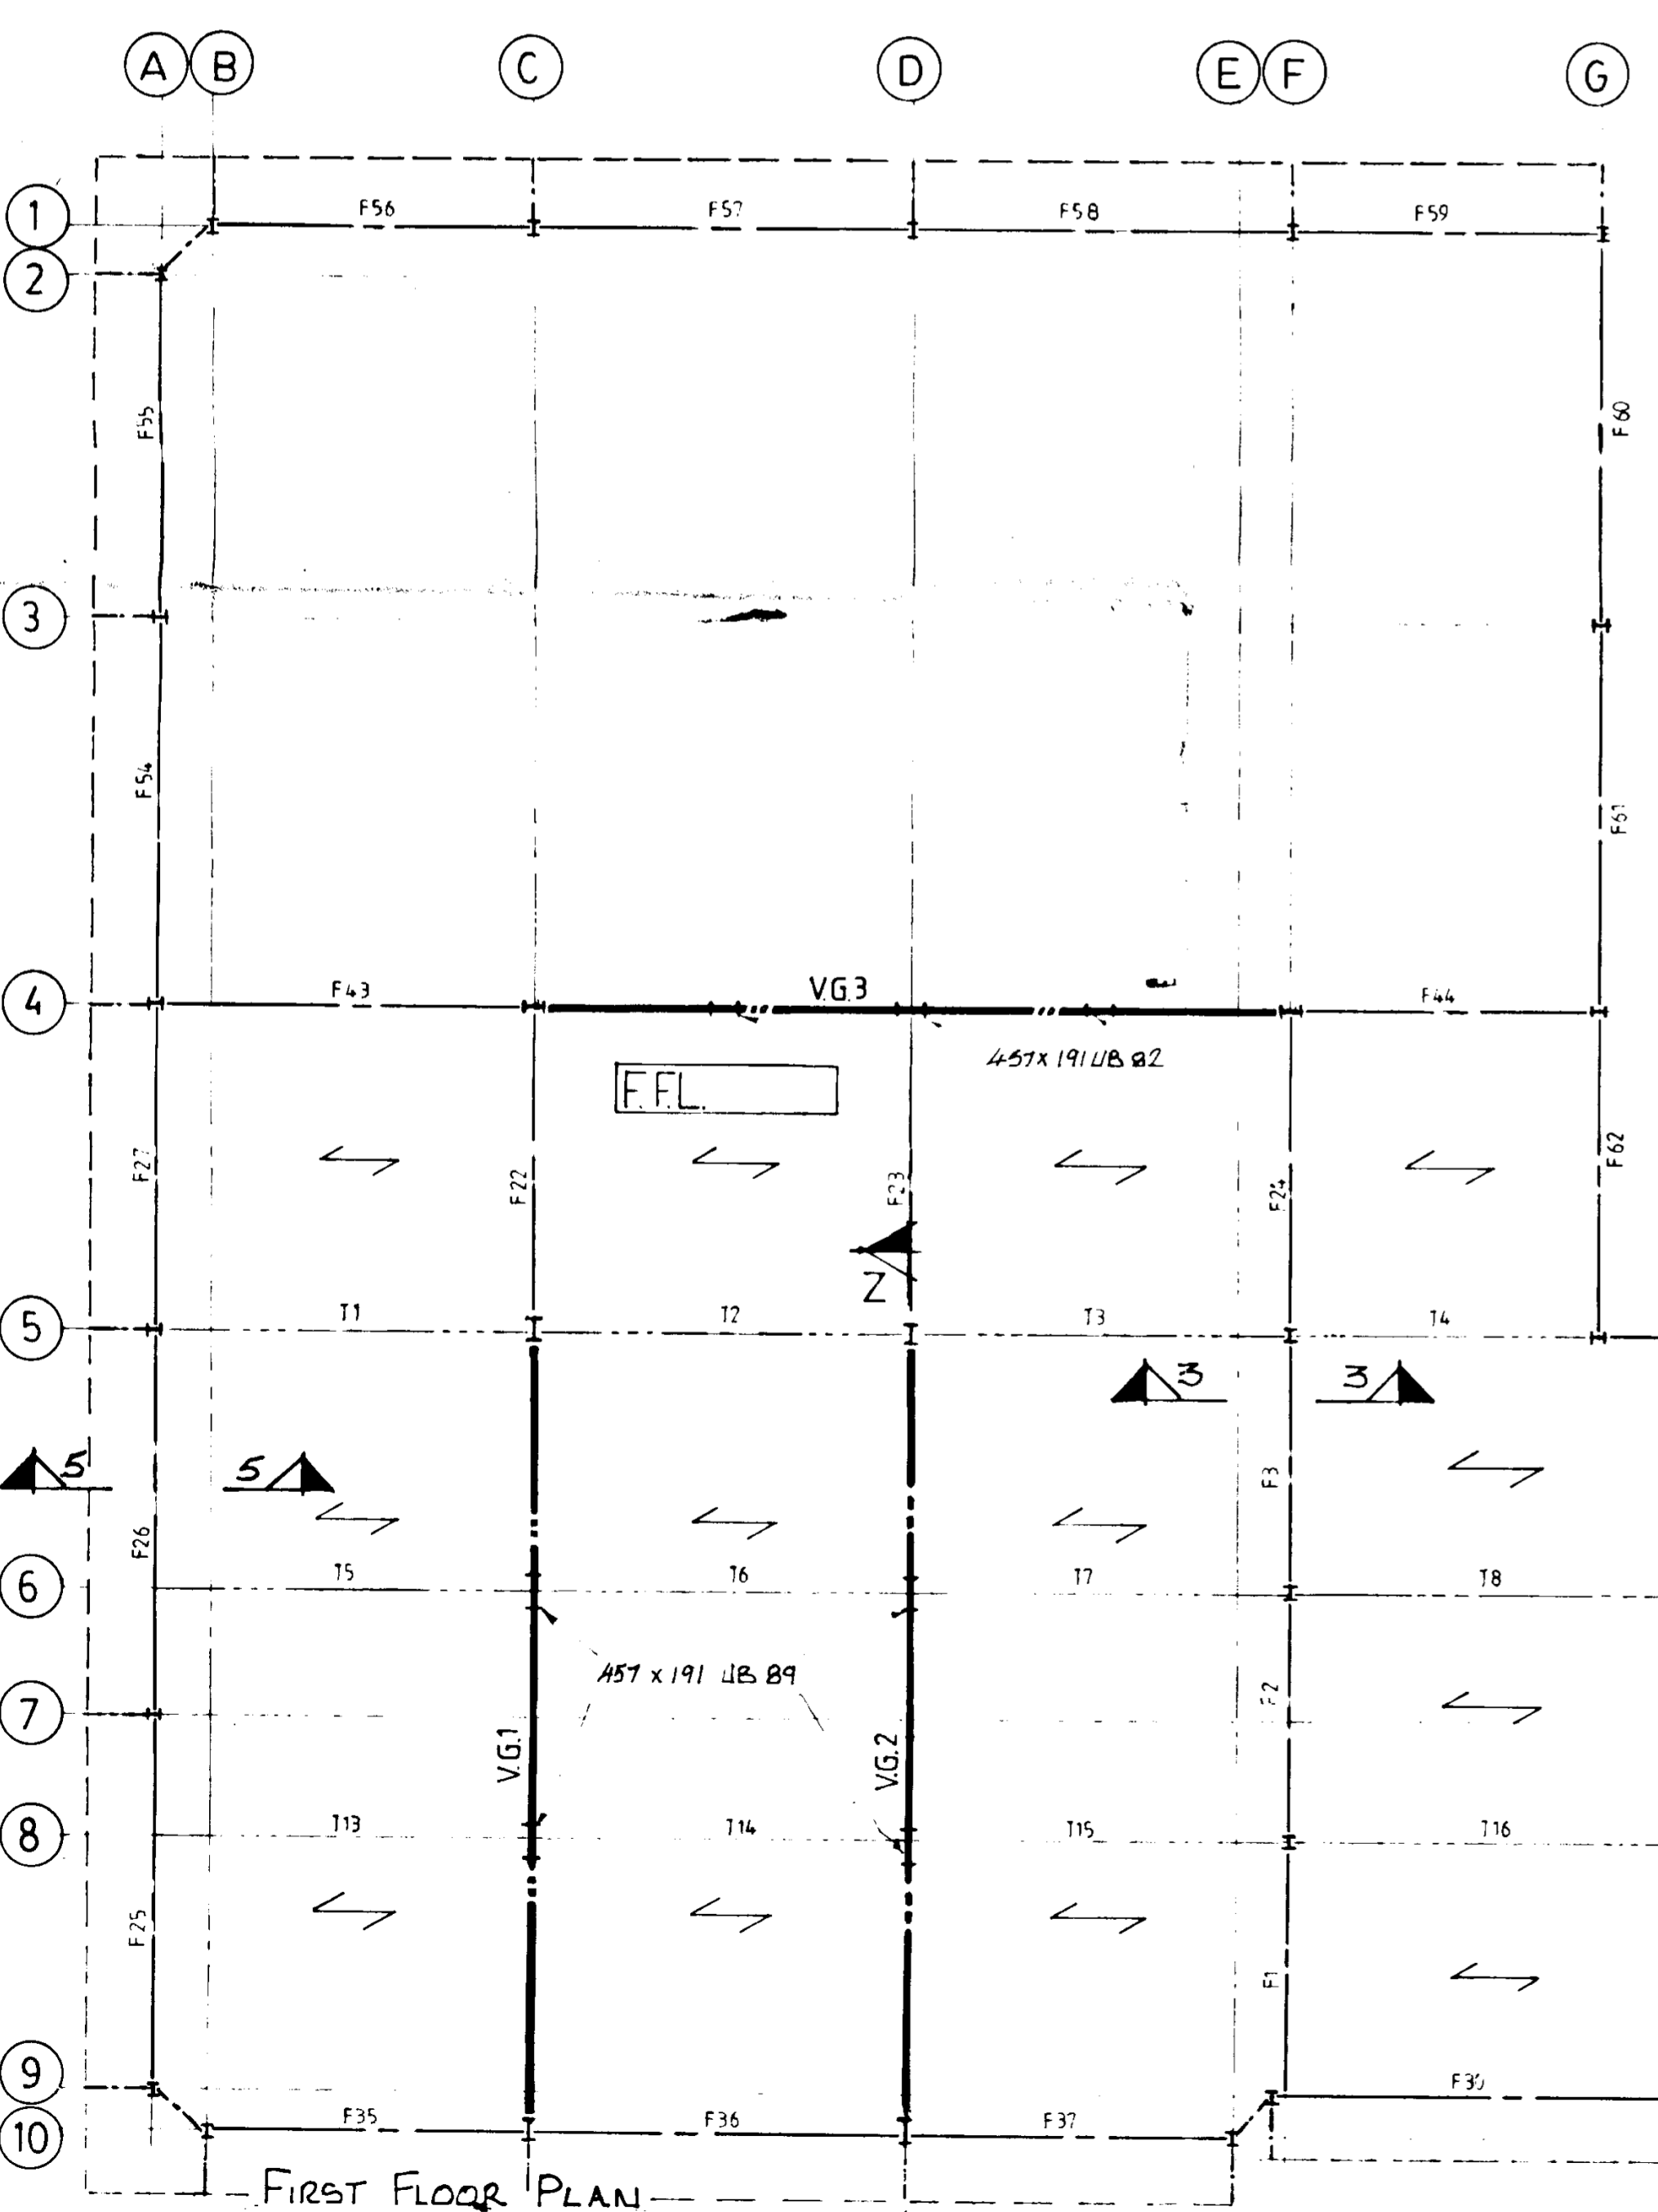 A B C D E F G
1
F56 F57 F58 F59
2
F55
F60
3
F54
F61
4
F43
V.G.3
F44
457 x 191 UB 82
F.F.L.
F27
F22
F23
F24
F62
Z
5
T1 T2 T3 T4
3 3
5 5
F3
F26
6
T5 T6 T7 T8
457 x 191 UB 89
7
F2
V.G.1
V.G.2
8
T13 T14 T15 T16
F25
F1
9
10
F35 F36 F37
FIRST FLOOR PLAN